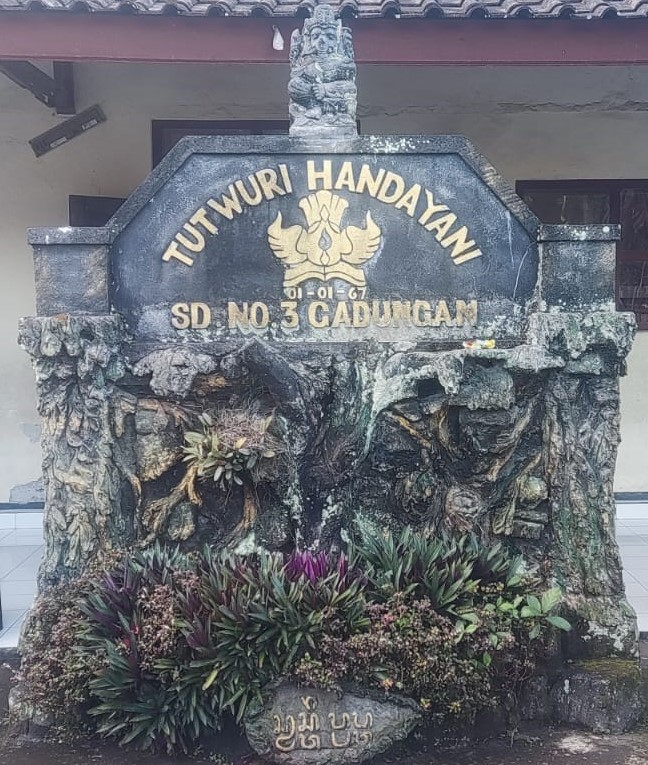 TUTWURI HANDAYANI
01-01-67
SD NO. 3 GADUNGAN